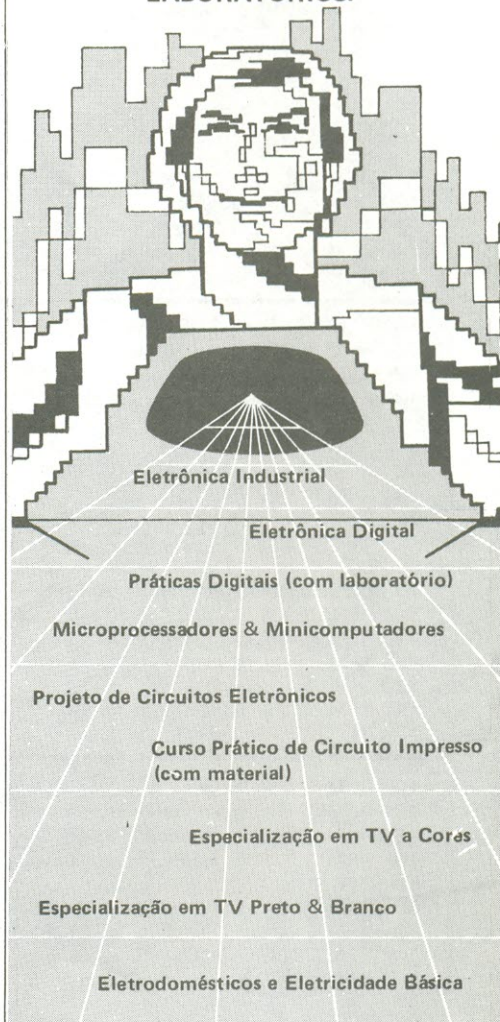 Eletrônica Industrial
Eletrônica Digital
Práticas Digitais (com laboratório)
Microprocessadores & Minicomputadores
Projeto de Circuitos Eletrônicos
Curso Prático de Circuito Impresso
(com material)
Especialização em TV a Cores
Especialização em TV Preto & Branco
Eletrodomésticos e Eletricidade Básica